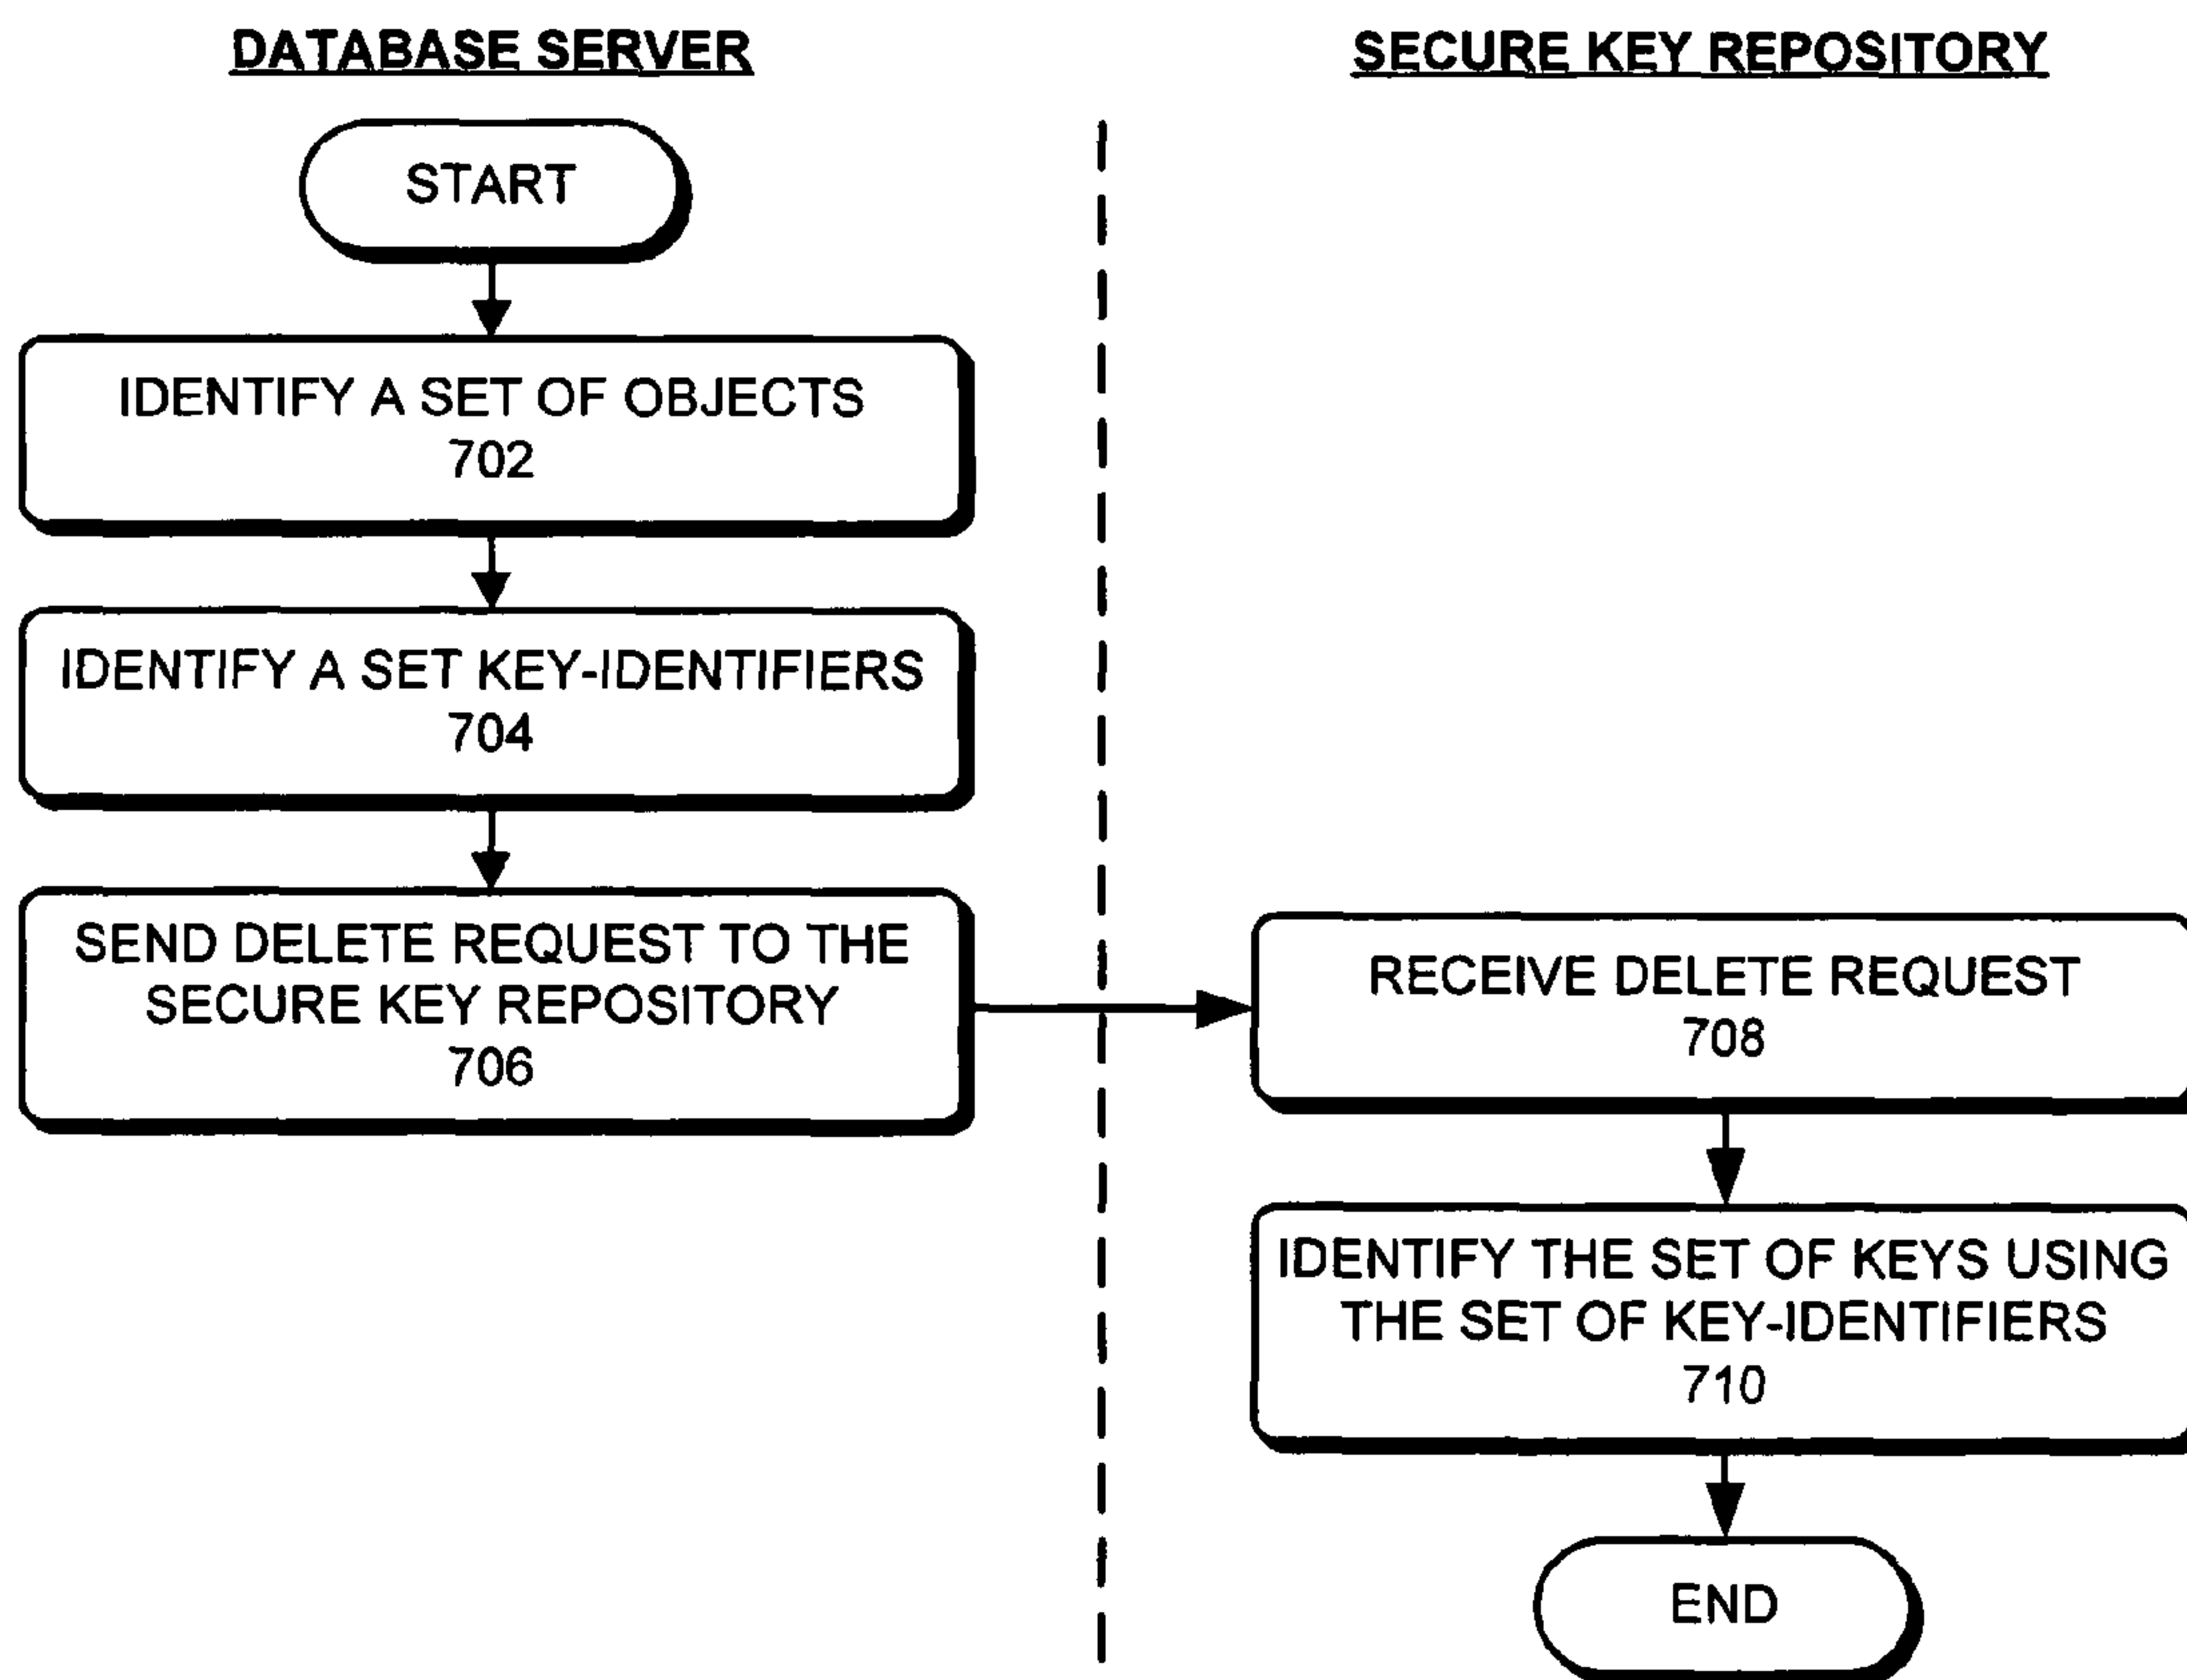 DATABASE SERVER
SECURE KEY REPOSITORY
START
IDENTIFY A SET OF OBJECTS
702
IDENTIFY A SET KEY-IDENTIFIERS
704
SEND DELETE REQUEST TO THE
SECURE KEY REPOSITORY
706
RECEIVE DELETE REQUEST
708
IDENTIFY THE SET OF KEYS USING
THE SET OF KEY-IDENTIFIERS
710
END